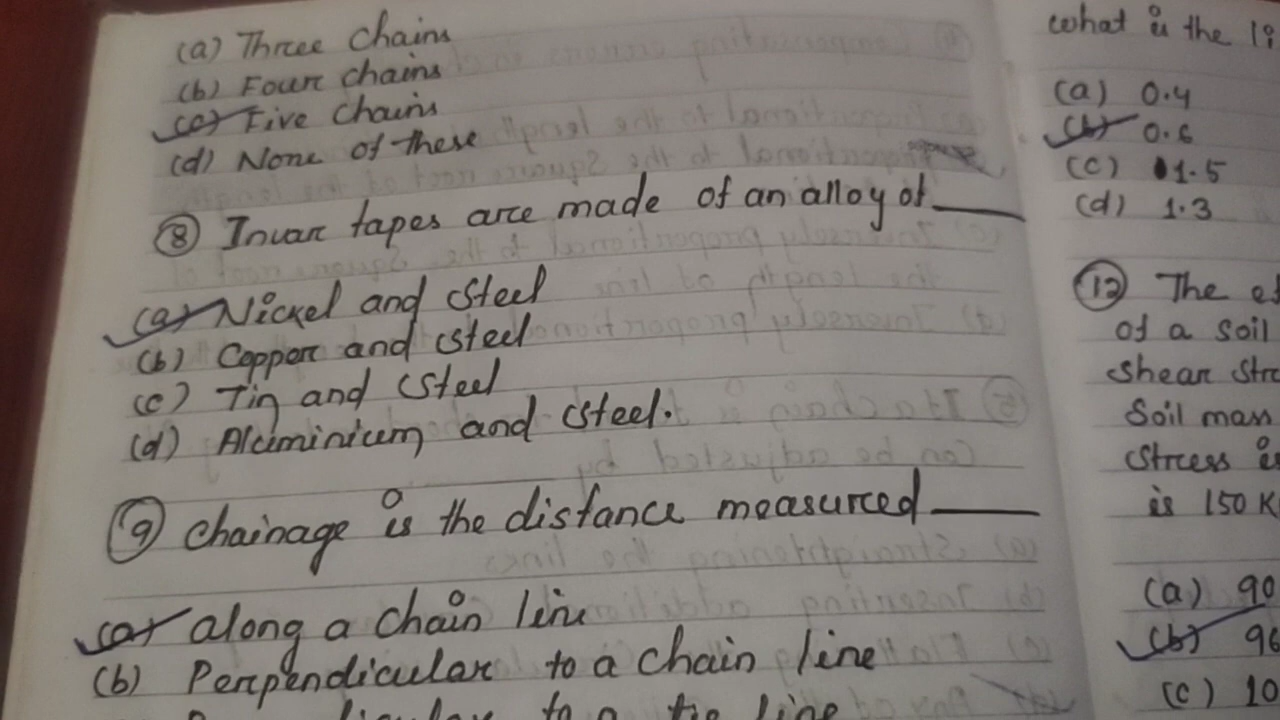 (a) Three Chains
(b) Four chains
(c) Five Chains
(d) None of these
(8) Invar tapes are made of an alloy of ____
(a) Nickel and steel
(b) Copper and steel
(c) Tin and steel
(d) Aluminium and steel.
(9) Chainage is the distance measured ____
(a) along a chain line
(b) Perpendicular to a chain line
to a tie line
what is the
(a) 0.4
(b) 0.6
(c) 1.5
(d) 1.3
(12) The
of a soil
shear
Soil mass
stress
is 150
(a) 90
(b)
(c)